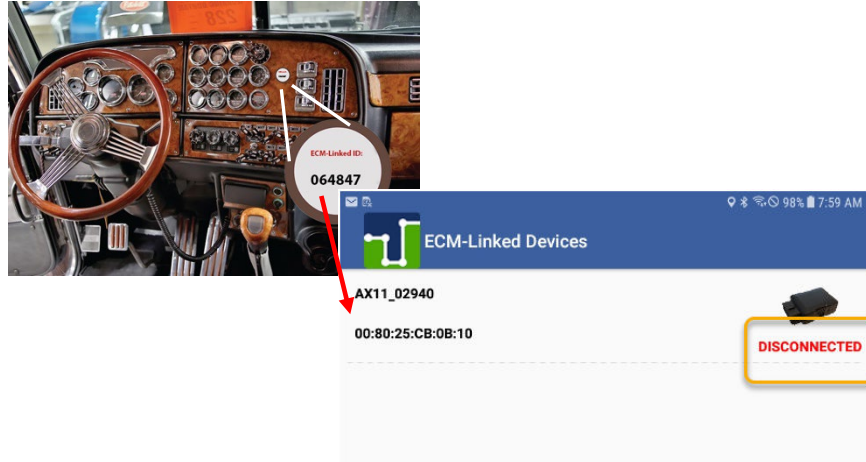 228
ECM-Linked ID:
064847
98% 7:59 AM
ECM-Linked Devices
AX11_02940
00:80:25:CB:0B:10
DISCONNECTED